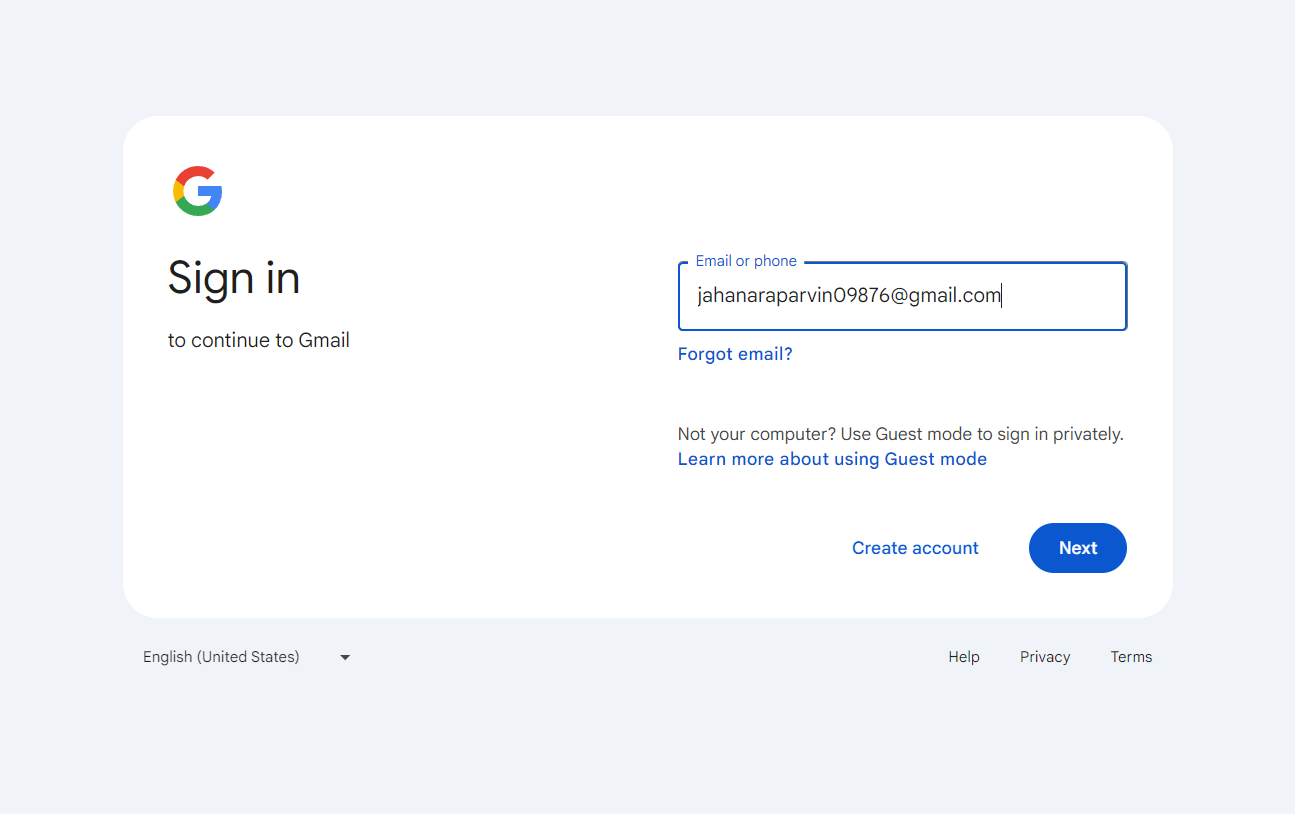 Sign in
to continue to Gmail
Email or phone
jahanaraparvin09876@gmail.com
Forgot email?
Not your computer? Use Guest mode to sign in privately.
Learn more about using Guest mode
Create account
Next
English (United States)
Help
Privacy
Terms